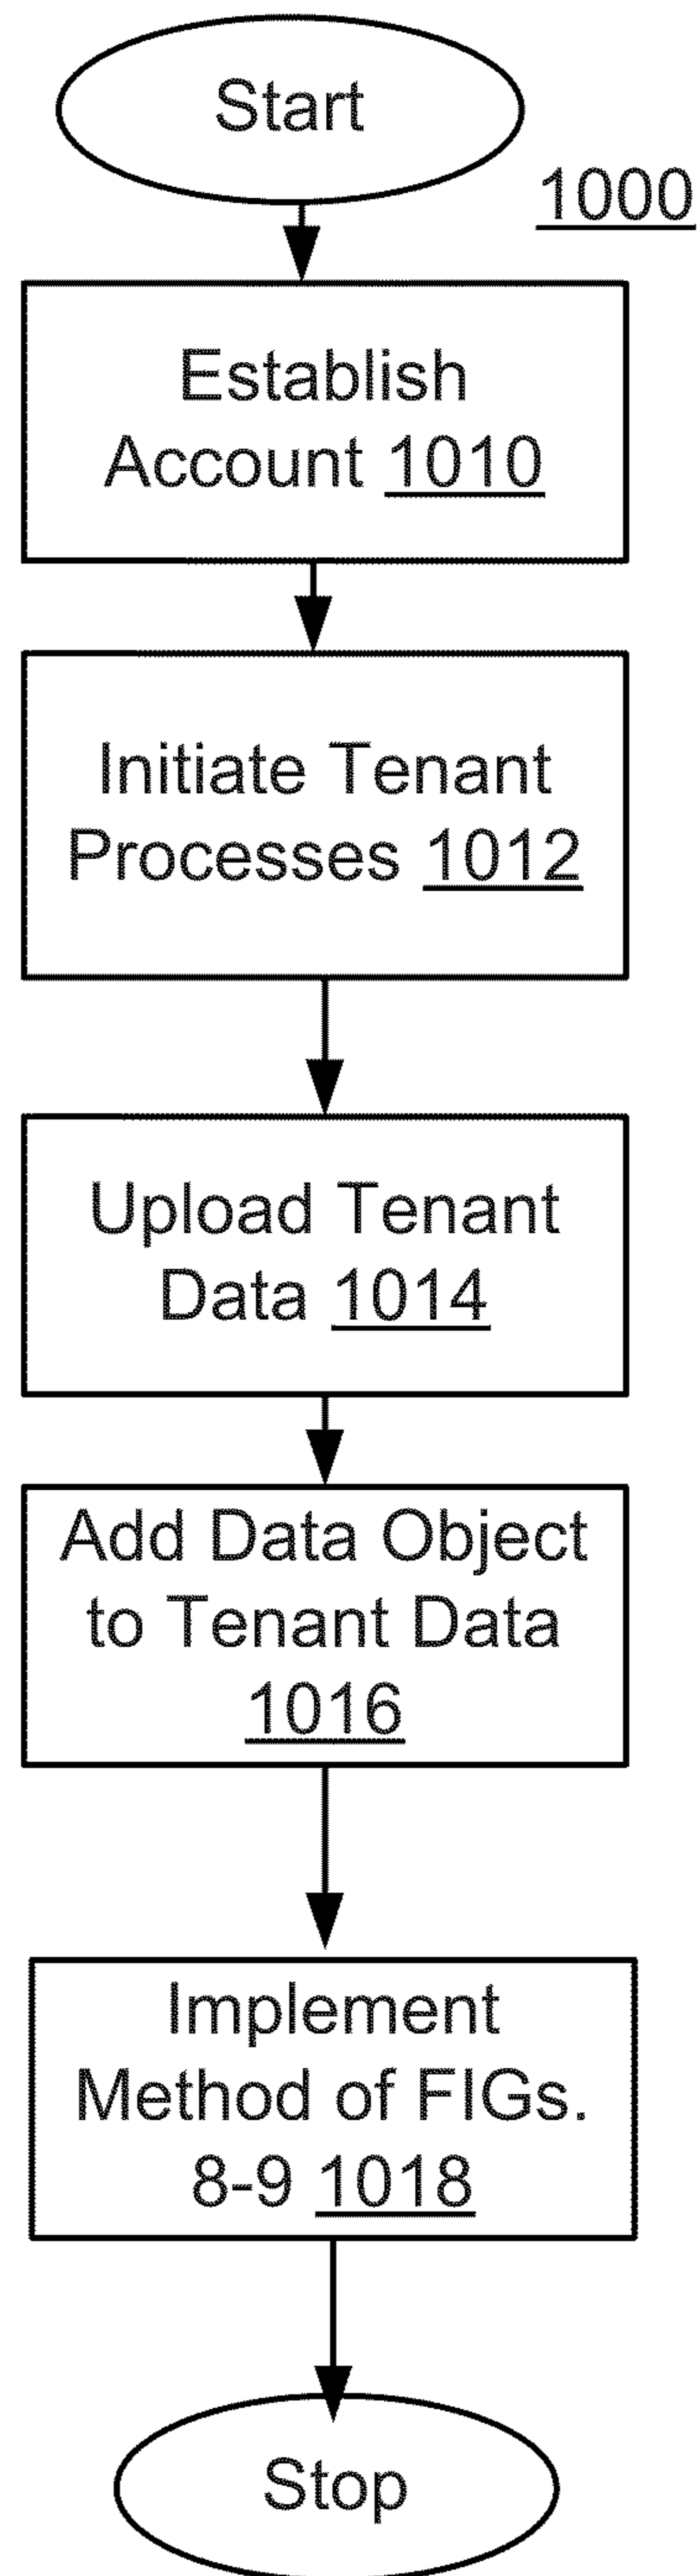 Start
1000
Establish
Account 1010
Initiate Tenant
Processes 1012
Upload Tenant
Data 1014
Add Data Object
to Tenant Data
1016
Implement
Method of FIGs.
8-9 1018
Stop